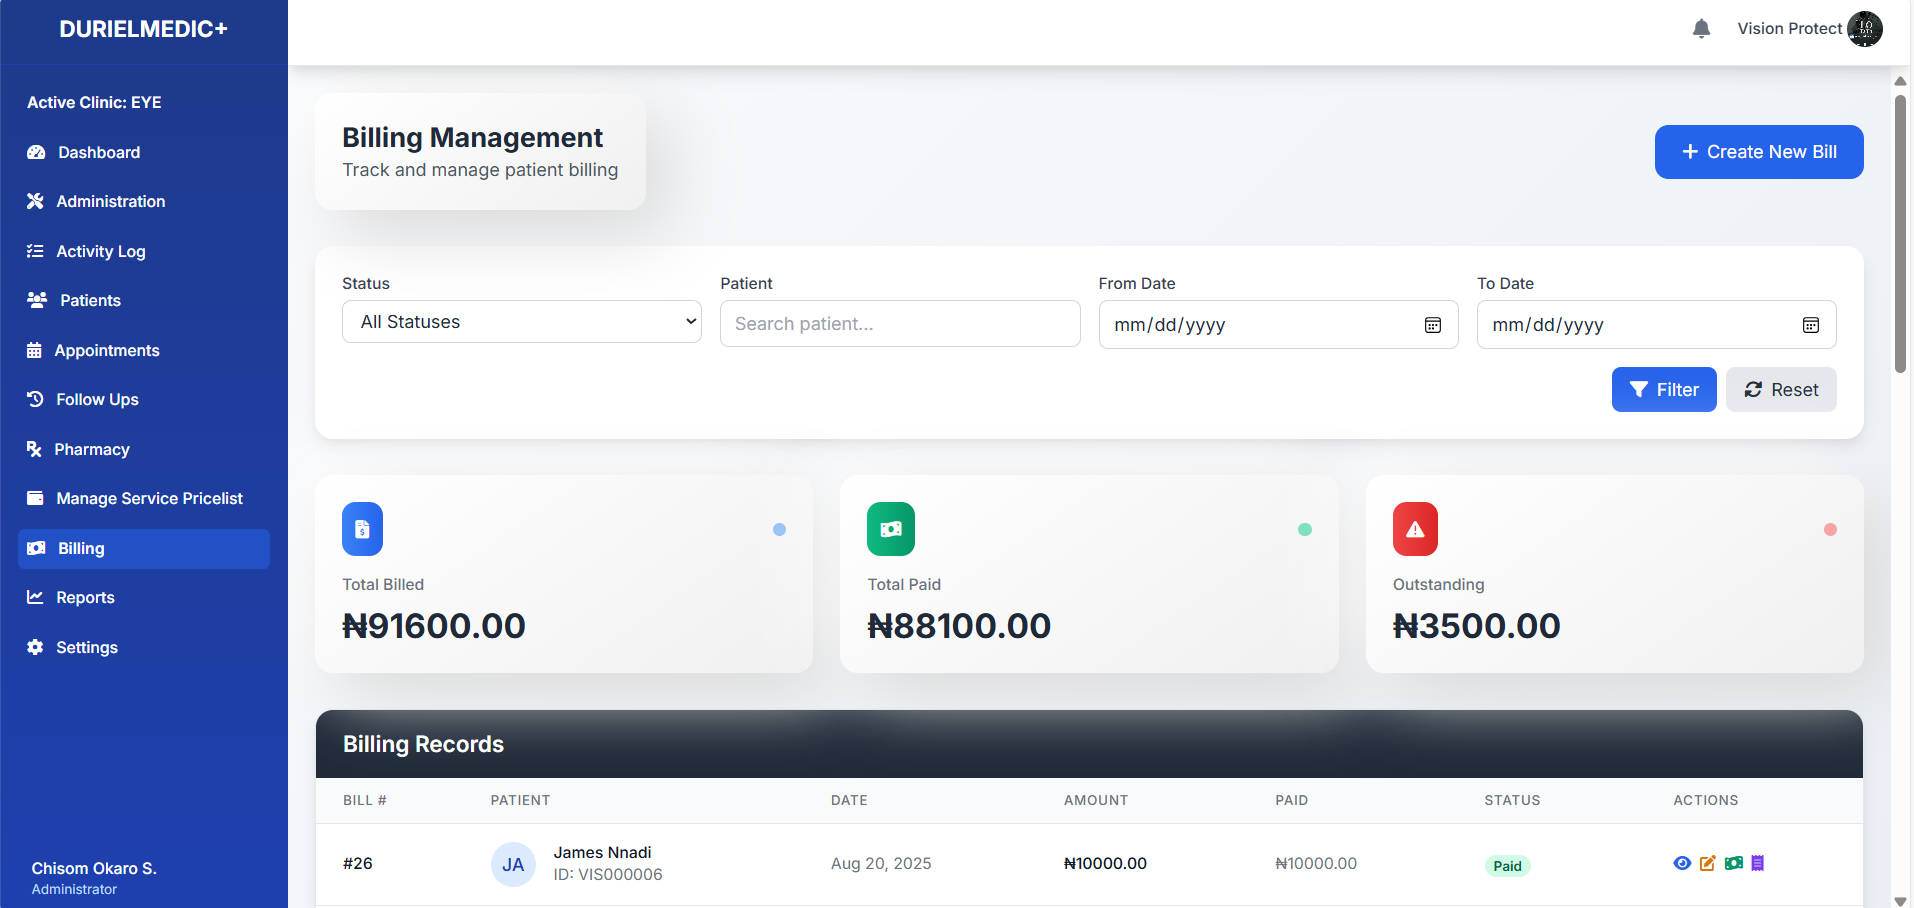 DURIELMEDIC+
Vision Protect
Active Clinic: EYE
Dashboard
Administration
Activity Log
Patients
Appointments
Follow Ups
Pharmacy
Manage Service Pricelist
Billing
Reports
Settings
Chisom Okaro S.
Administrator
Billing Management
Track and manage patient billing
+ Create New Bill
Status
All Statuses
Patient
Search patient...
From Date
mm/dd/yyyy
To Date
mm/dd/yyyy
Filter
Reset
Total Billed
₦91600.00
Total Paid
₦88100.00
Outstanding
₦3500.00
Billing Records
BILL # PATIENT DATE AMOUNT PAID STATUS ACTIONS
#26 JA James Nnadi Aug 20, 2025 ₦10000.00 ₦10000.00 Paid
ID: VIS000006